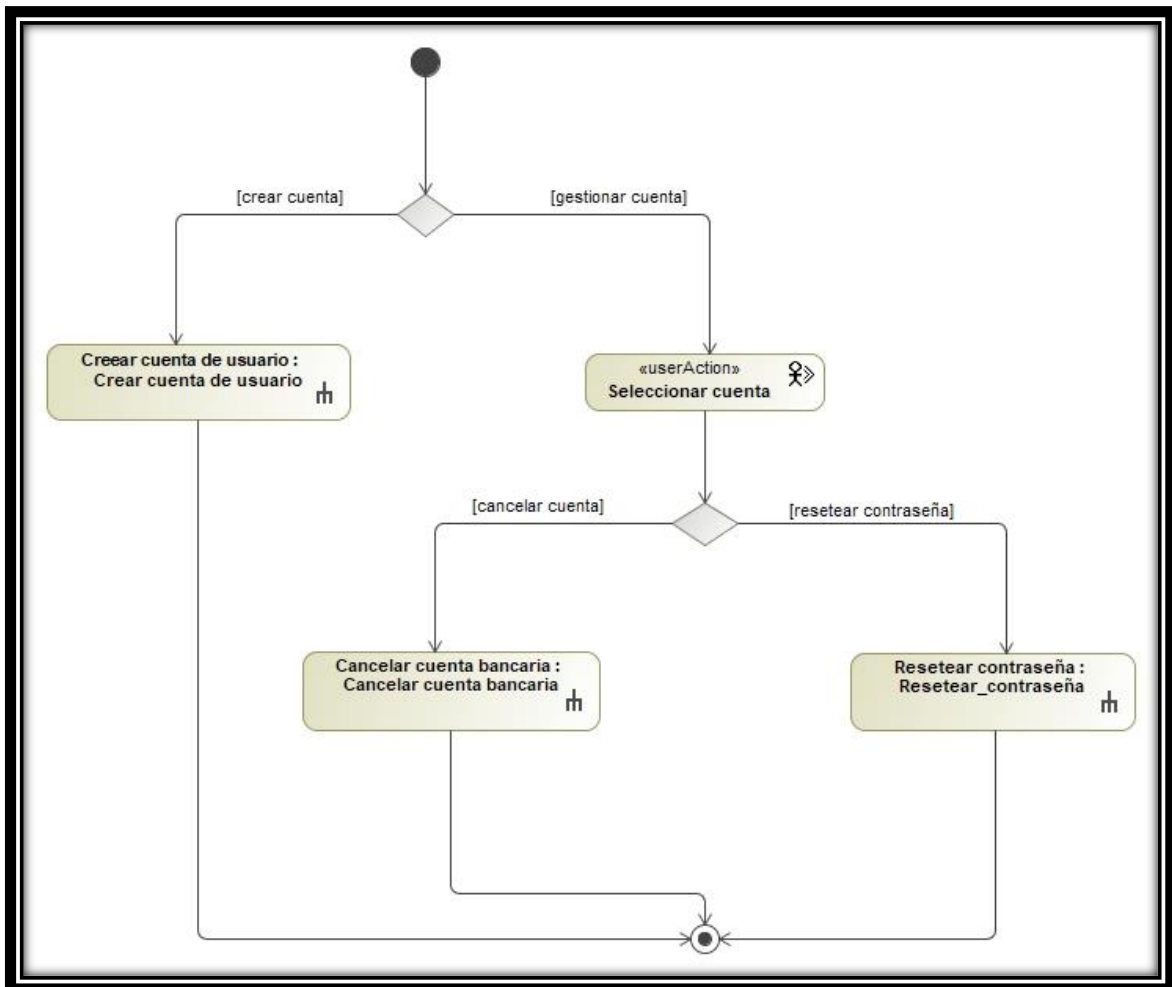 [crear cuenta]
[gestionar cuenta]
Creear cuenta de usuario :
Crear cuenta de usuario
«userAction»
Seleccionar cuenta
[cancelar cuenta]
[resetear contraseña]
Cancelar cuenta bancaria :
Cancelar cuenta bancaria
Resetear contraseña :
Resetear_contraseña